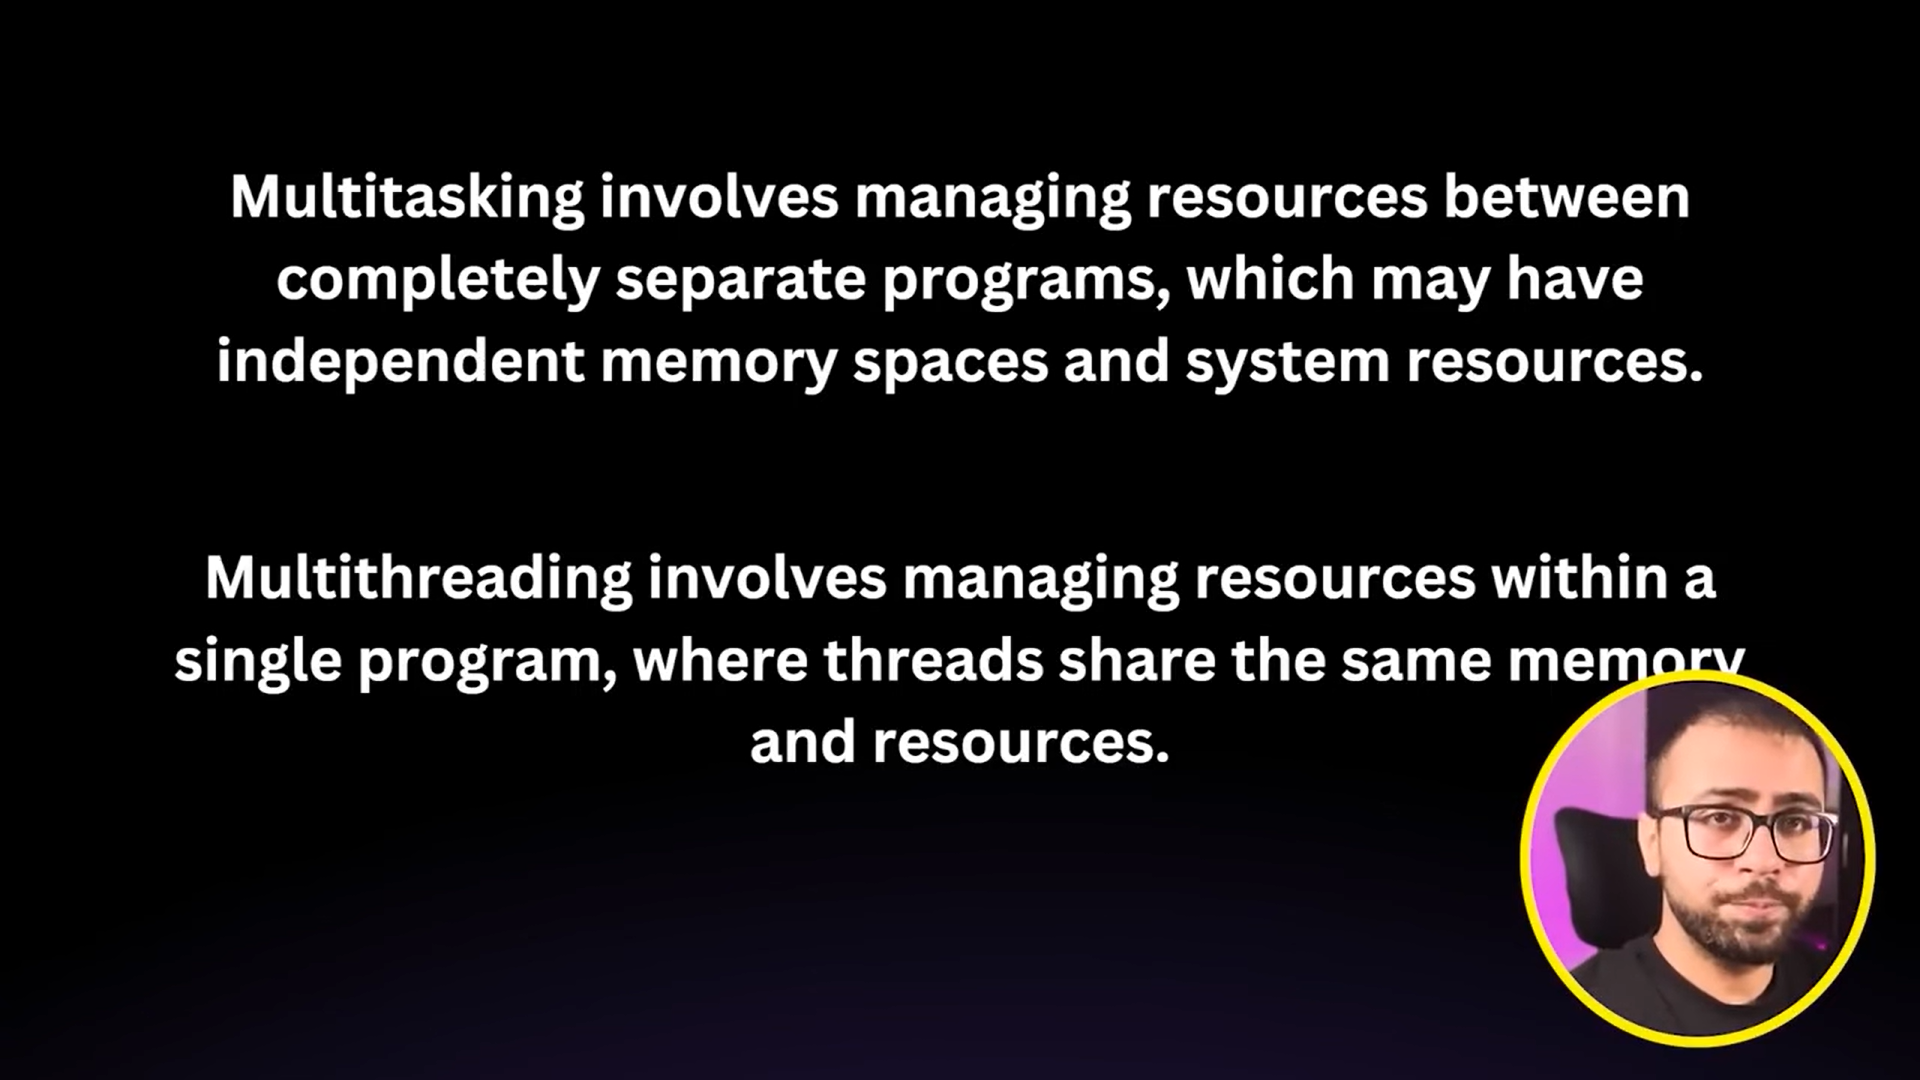 Multitasking involves managing resources between
completely separate programs, which may have
independent memory spaces and system resources.
Multithreading involves managing resources within a
single program, where threads share the same memory
and resources.